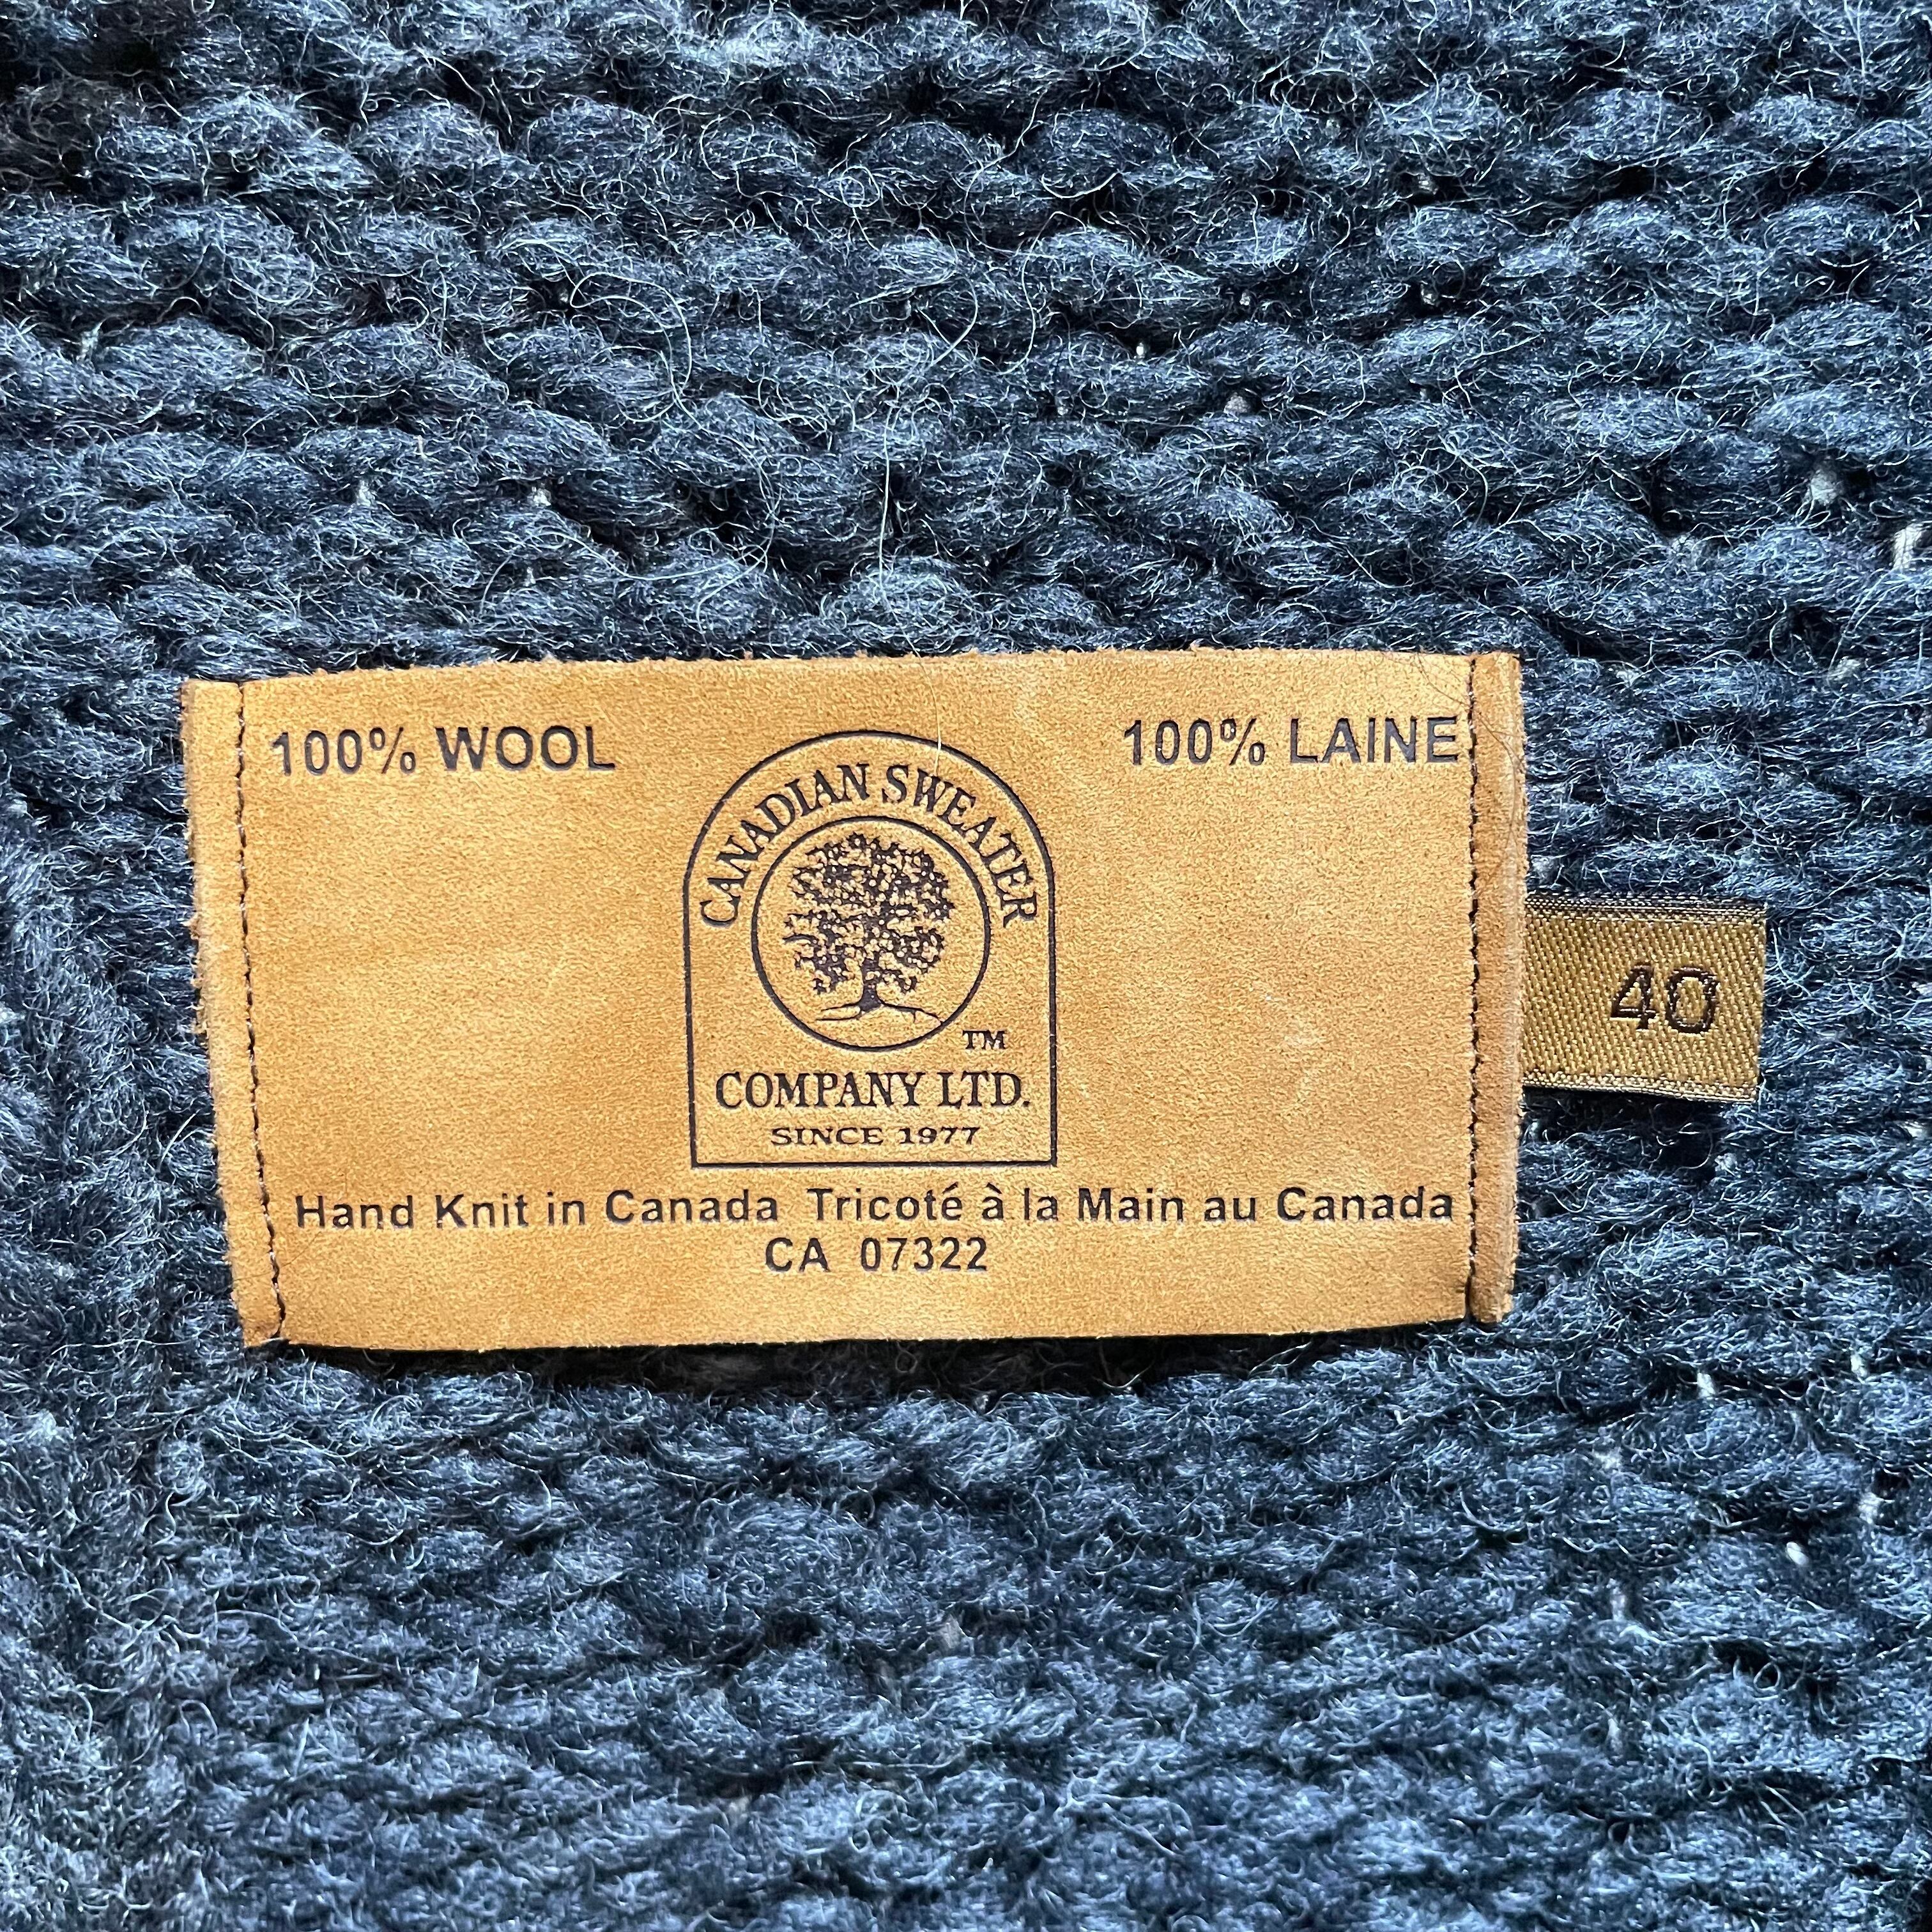 100% WOOL 100% LAINE
CANADIAN SWEATER
TM
COMPANY LTD.
SINCE 1977
Hand Knit in Canada Tricoté à la Main au Canada
CA 07322
40